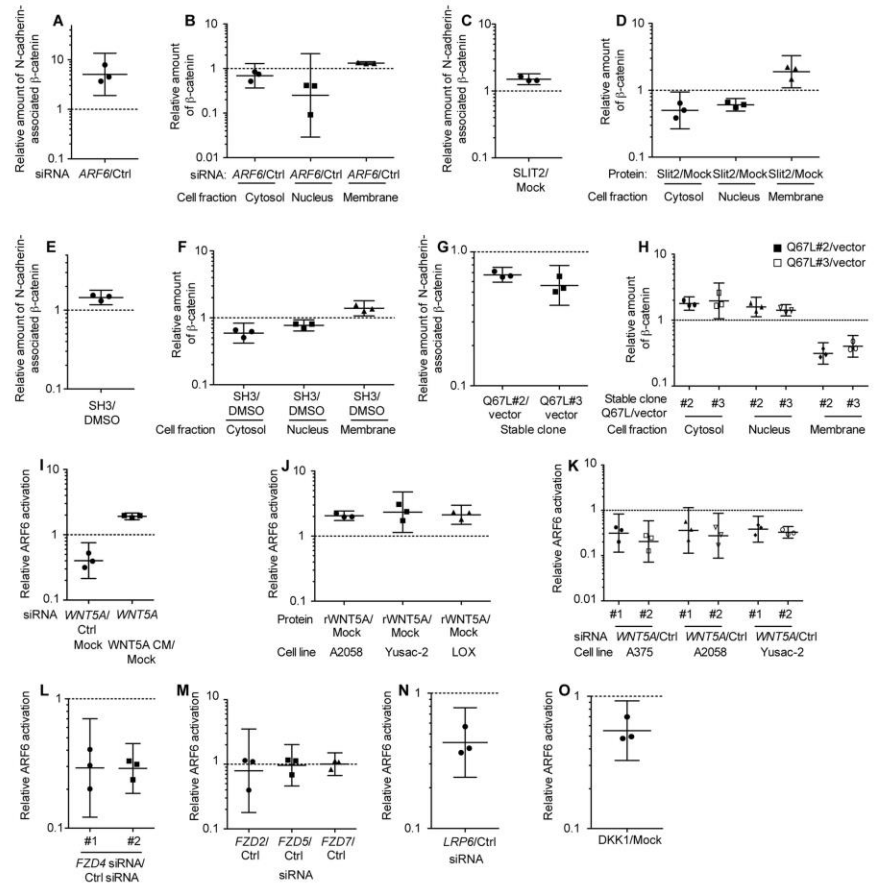 A
Relative amount of N-cadherin-
associated β-catenin
10
1
0.1
siRNA ARF6/Ctrl
B
Relative amount
of β-catenin
10
1
0.1
0.01
siRNA: ARF6/Ctrl ARF6/Ctrl ARF6/Ctrl
Cell fraction Cytosol Nucleus Membrane
C
Relative amount of N-cadherin-
associated β-catenin
10
1
0.1
SLIT2/
Mock
D
Relative amount
of β-catenin
10
1
0.1
Protein: Slit2/Mock Slit2/Mock Slit2/Mock
Cell fraction Cytosol Nucleus Membrane
E
Relative amount of N-cadherin-
associated β-catenin
10
1
0.1
SH3/
DMSO
F
Relative amount
of β-catenin
10
1
0.1
SH3/ SH3/ SH3/
DMSO DMSO DMSO
Cell fraction Cytosol Nucleus Membrane
G
Relative amount of N-cadherin-
associated β-catenin
1.0
0.1
Q67L#2/ Q67L#3
vector vector
Stable clone
H
■ Q67L#2/vector
□ Q67L#3/vector
Relative amount
of β-catenin
10
1
0.1
Stable clone #2 #3 #2 #3 #2 #3
Q67L/vector
Cell fraction Cytosol Nucleus Membrane
I
Relative ARF6 activation
10
1
0.1
siRNA WNT5A/ WNT5A
Ctrl
Mock WNT5A CM/
Mock
J
Relative ARF6 activation
10
1
0.1
Protein rWNT5A/ rWNT5A/ rWNT5A/
Mock Mock Mock
Cell line A2058 Yusac-2 LOX
K
Relative ARF6 activation
10
1
0.1
0.01
#1 #2 #1 #2 #1 #2
siRNA WNT5A/Ctrl WNT5A/Ctrl WNT5A/Ctrl
Cell line A375 A2058 Yusac-2
L
Relative ARF6 activation
1
0.1
#1 #2
FZD4 siRNA/
Ctrl siRNA
M
Relative ARF6 activation
10
1
0.1
FZD2/ FZD5/ FZD7/
Ctrl Ctrl Ctrl
siRNA
N
Relative ARF6 activation
1
0.1
LRP6/Ctrl
siRNA
O
Relative ARF6 activation
1
0.1
DKK1/Mock